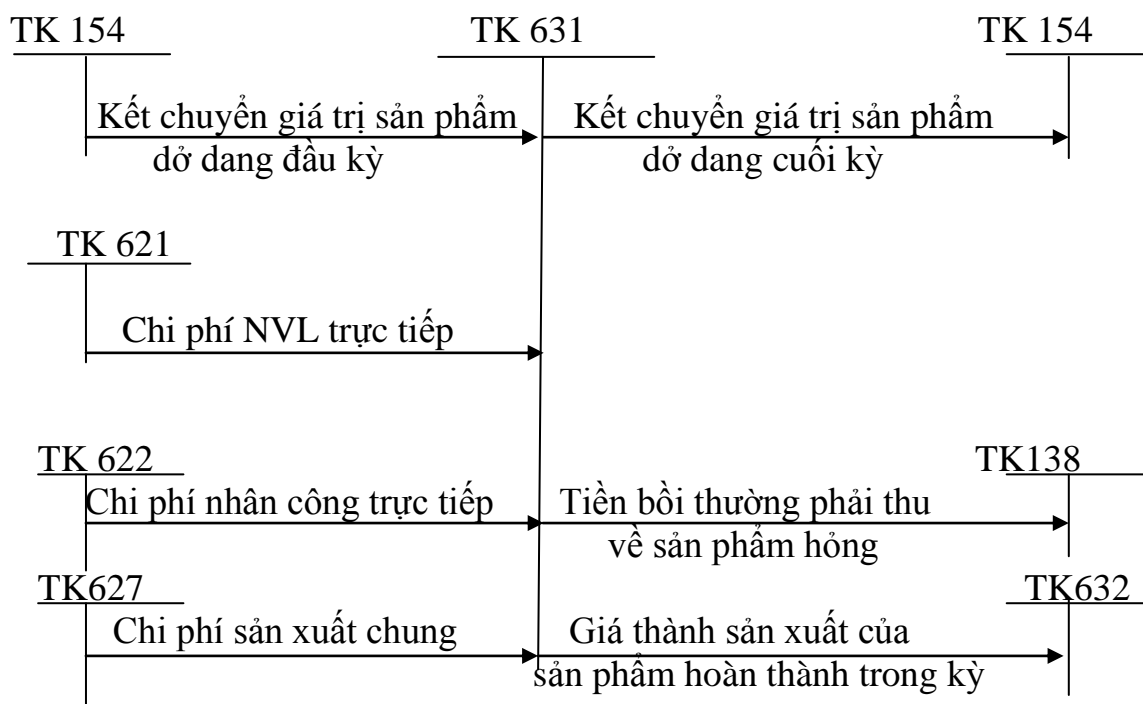 TK 154
TK 631
TK 154
Kết chuyển giá trị sản phẩm
dở dang đầu kỳ
Kết chuyển giá trị sản phẩm
dở dang cuối kỳ
TK 621
Chi phí NVL trực tiếp
TK 622
TK138
Chi phí nhân công trực tiếp
Tiền bồi thường phải thu
về sản phẩm hỏng
TK627
TK632
Chi phí sản xuất chung
Giá thành sản xuất của
sản phẩm hoàn thành trong kỳ